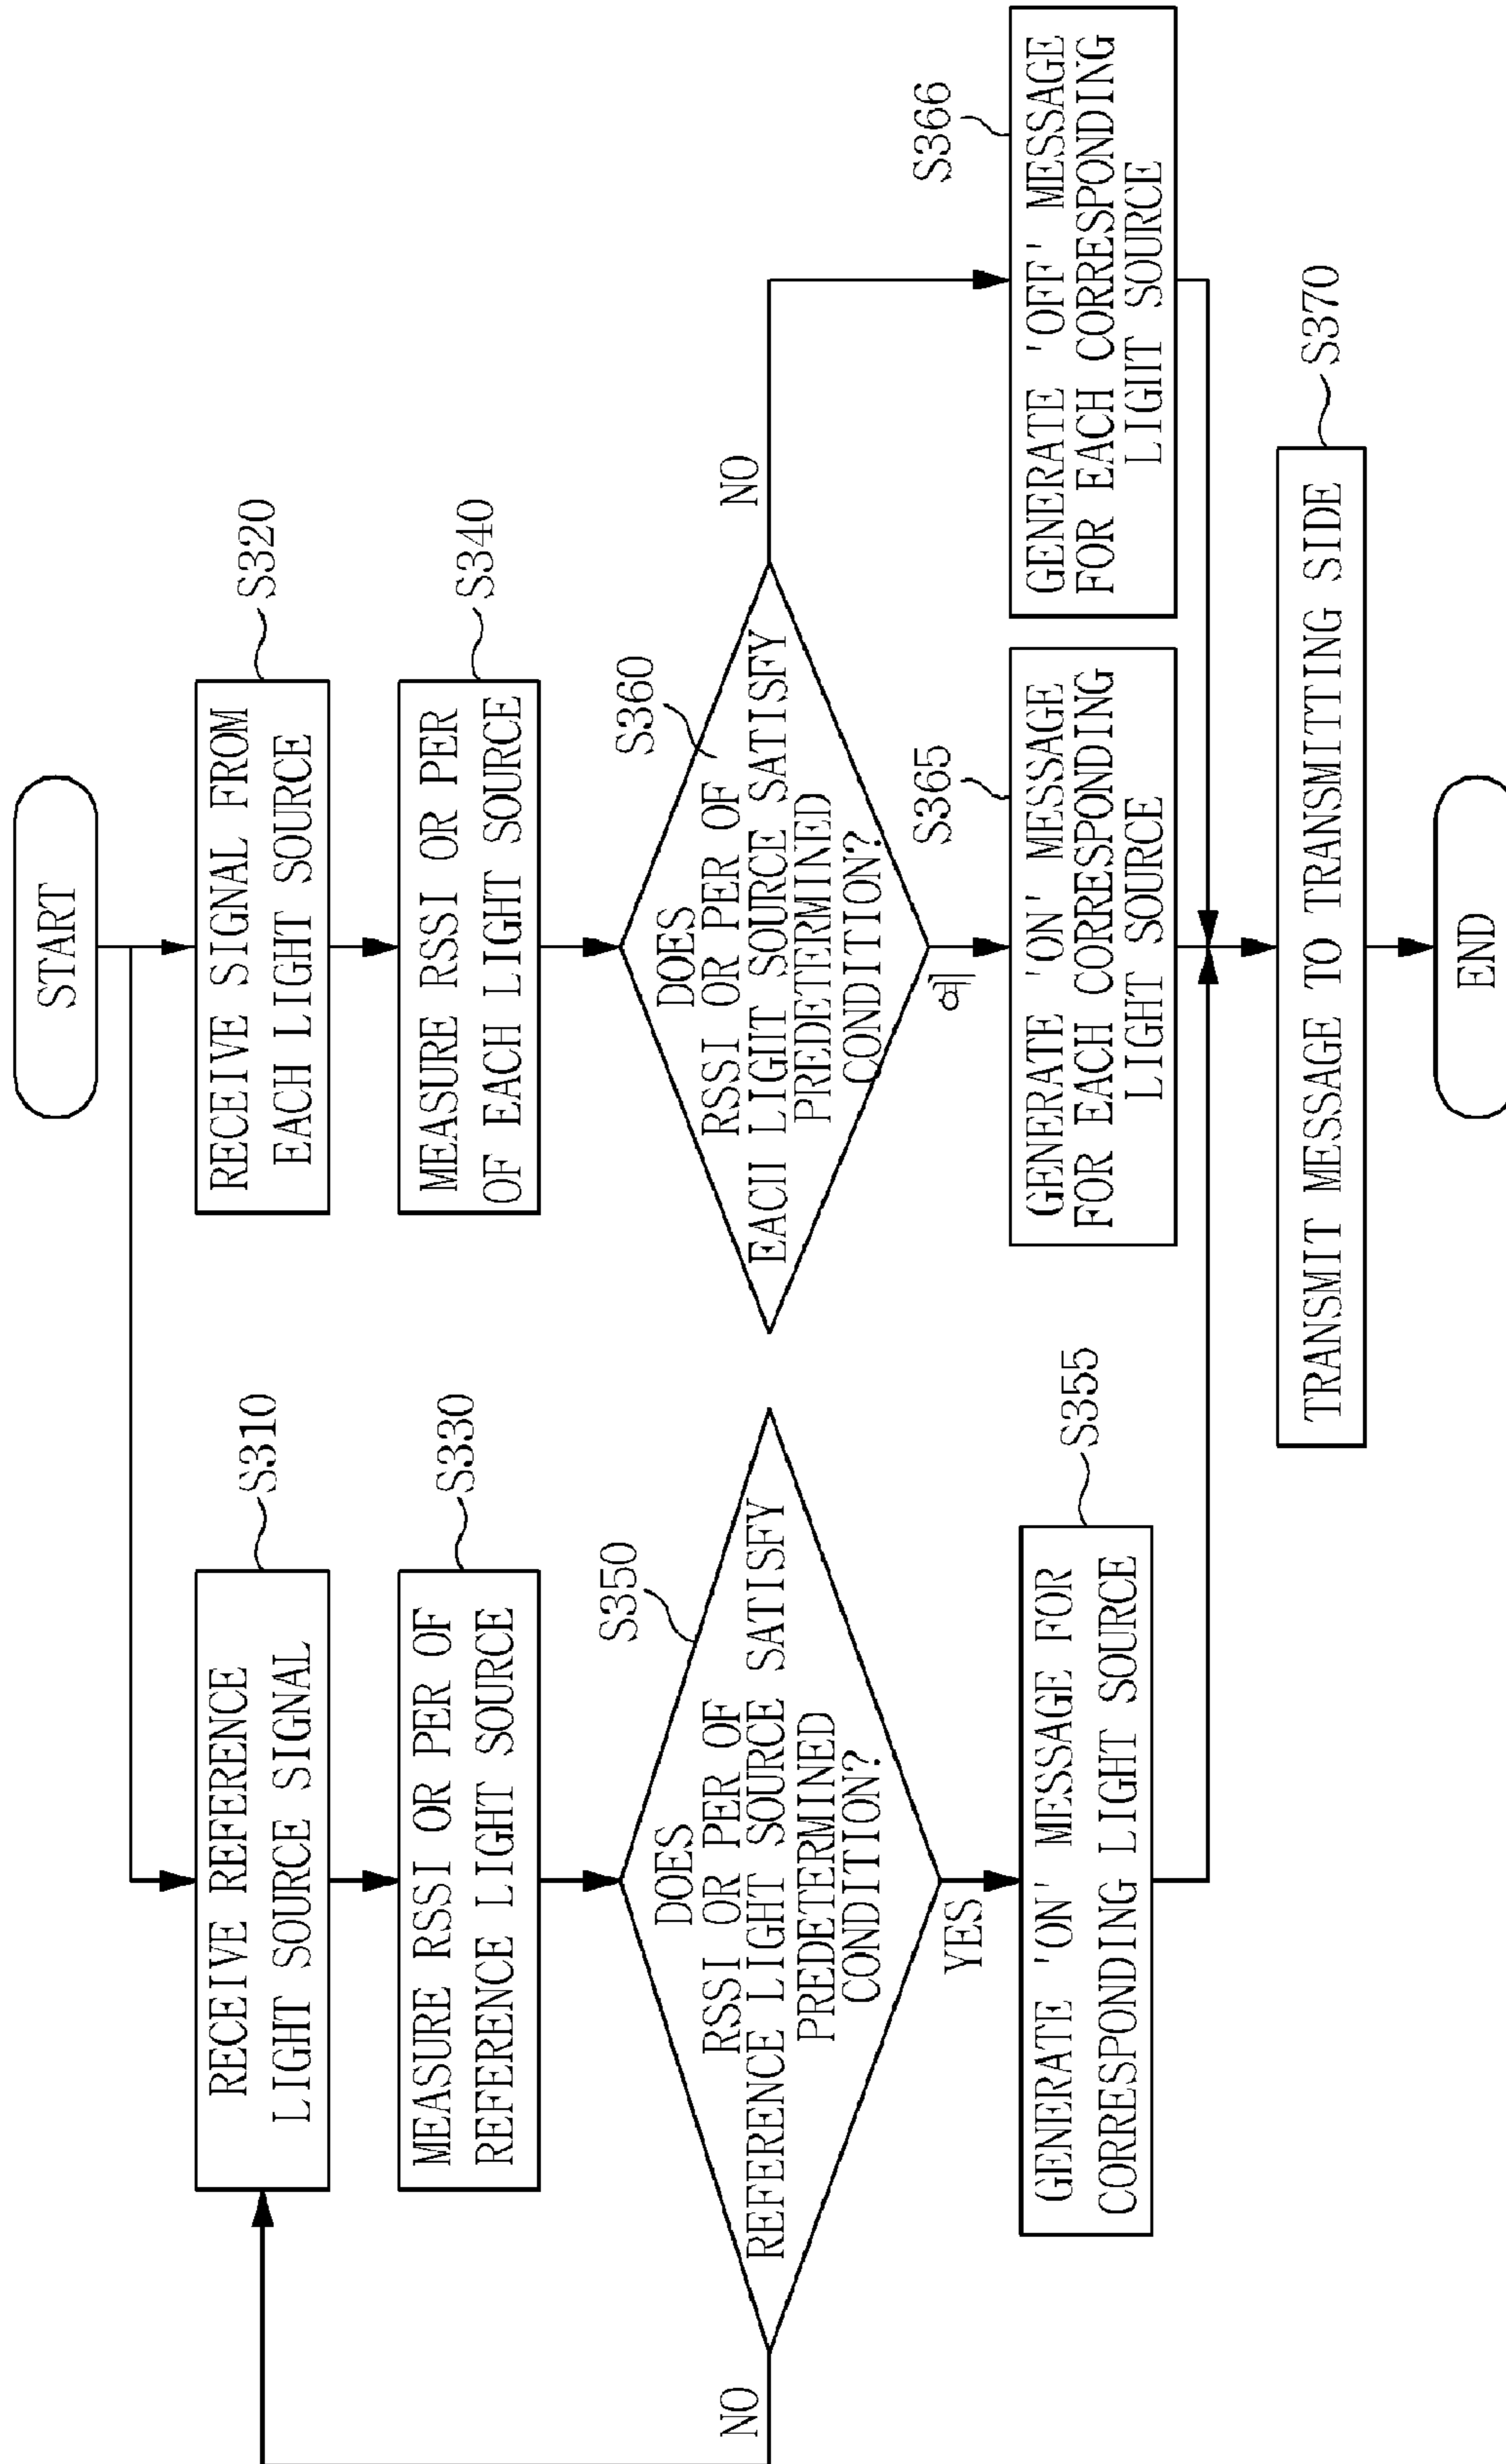 START
RECEIVE REFERENCE
LIGHT SOURCE SIGNAL
S310
MEASURE RSSI OR PER OF
REFERENCE LIGHT SOURCE
S330
DOES
RSSI OR PER OF
REFERENCE LIGHT SOURCE SATISFY
PREDETERMINED
CONDITION?
S350
NO
YES
GENERATE 'ON' MESSAGE FOR
CORRESPONDING LIGHT SOURCE
S355
RECEIVE SIGNAL FROM
EACH LIGHT SOURCE
S320
MEASURE RSSI OR PER
OF EACH LIGHT SOURCE
S340
DOES
RSSI OR PER OF
EACH LIGHT SOURCE SATISFY
PREDETERMINED
CONDITION?
S360
NO
예
GENERATE 'ON' MESSAGE
FOR EACH CORRESPONDING
LIGHT SOURCE
S365
GENERATE 'OFF' MESSAGE
FOR EACH CORRESPONDING
LIGHT SOURCE
S366
TRANSMIT MESSAGE TO TRANSMITTING SIDE
S370
END